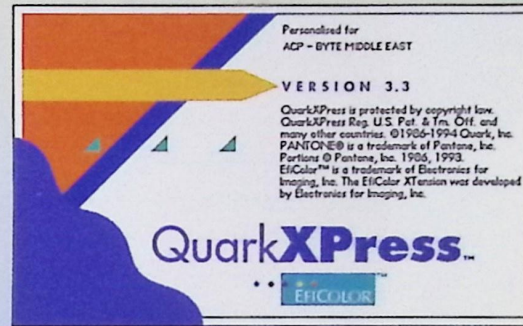 Personalised for
ACP - BYTE MIDDLE EAST
VERSION 3.3
QuarkXPress is protected by copyright law.
QuarkXPress Reg. U.S. Pat. & Tm. Off. and
many other countries. ©1986-1994 Quark, Inc.
PANTONE® is a trademark of Pantone, Inc.
Portions © Pantone, Inc. 1986, 1993.
EfiColor™ is a trademark of Electronics for
Imaging, Inc. The EfiColor XTension was developed
by Electronics for Imaging, Inc.
QuarkXPress™
EFICOLOR™